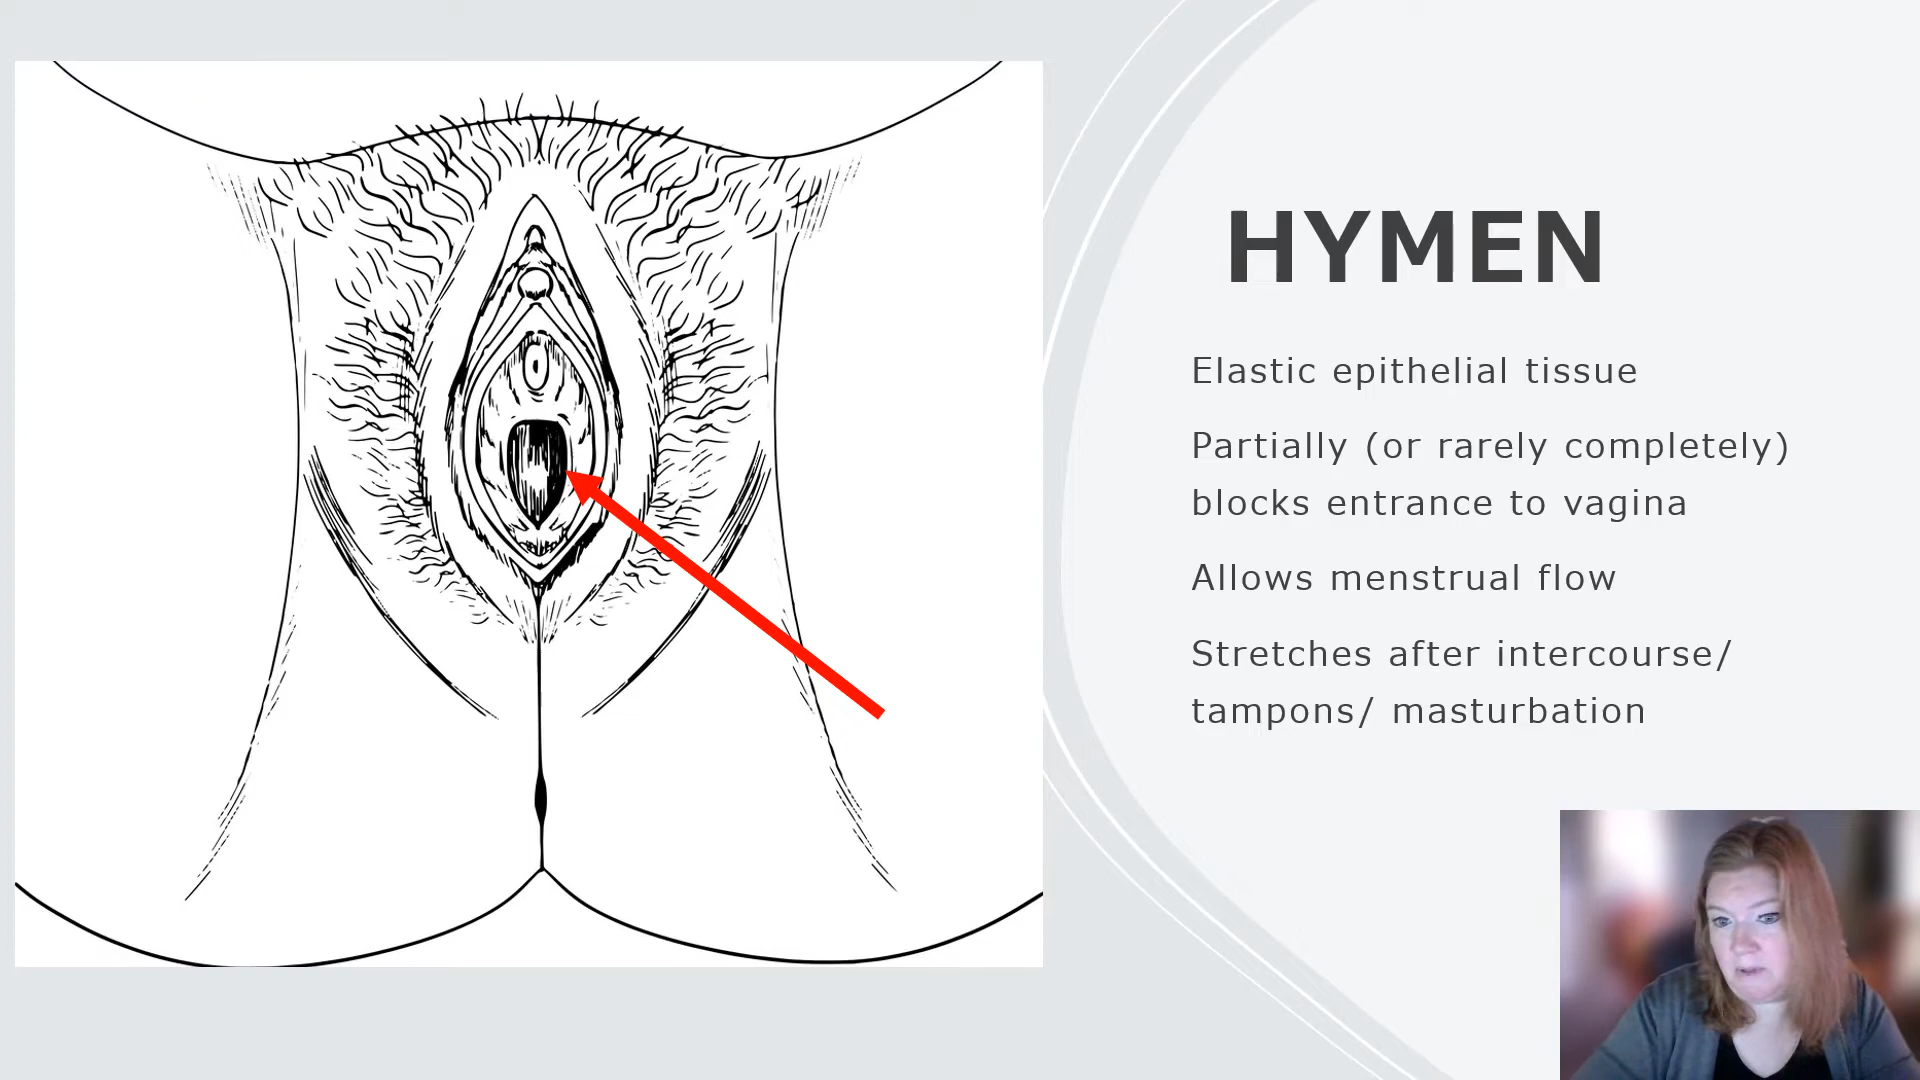 HYMEN
Elastic epithelial tissue
Partially (or rarely completely)
blocks entrance to vagina
Allows menstrual flow
Stretches after intercourse/
tampons/ masturbation